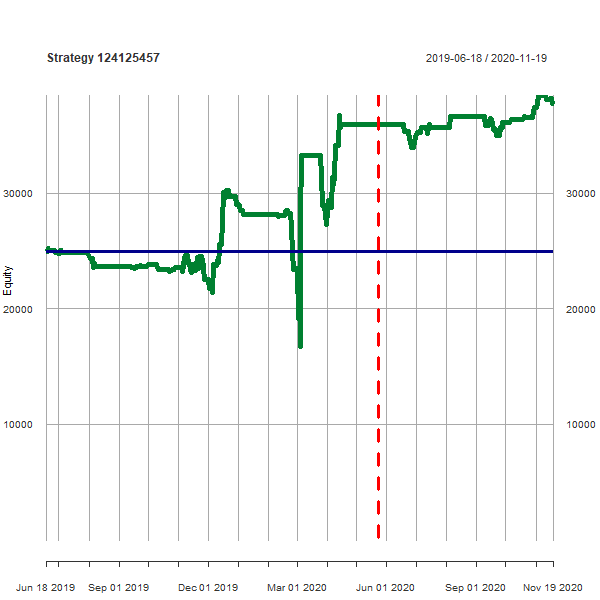 Strategy 124125457
2019-06-18 / 2020-11-19
30000
30000
Equity
20000
20000
10000
10000
Jun 18 2019
Sep 01 2019
Dec 01 2019
Mar 01 2020
Jun 01 2020
Sep 01 2020
Nov 19 2020